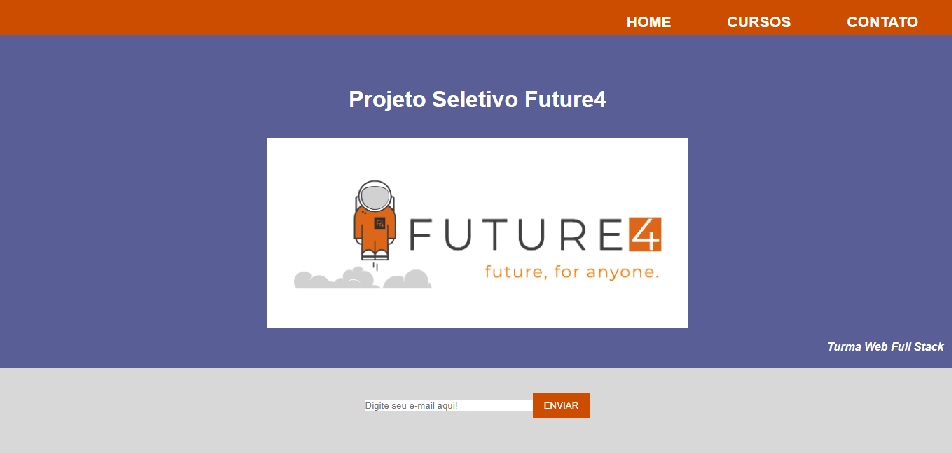 HOME CURSOS CONTATO
Projeto Seletivo Future4
FUTURE4
future, for anyone.
Turma Web Full Stack
Digite seu e-mail aqui! ENVIAR